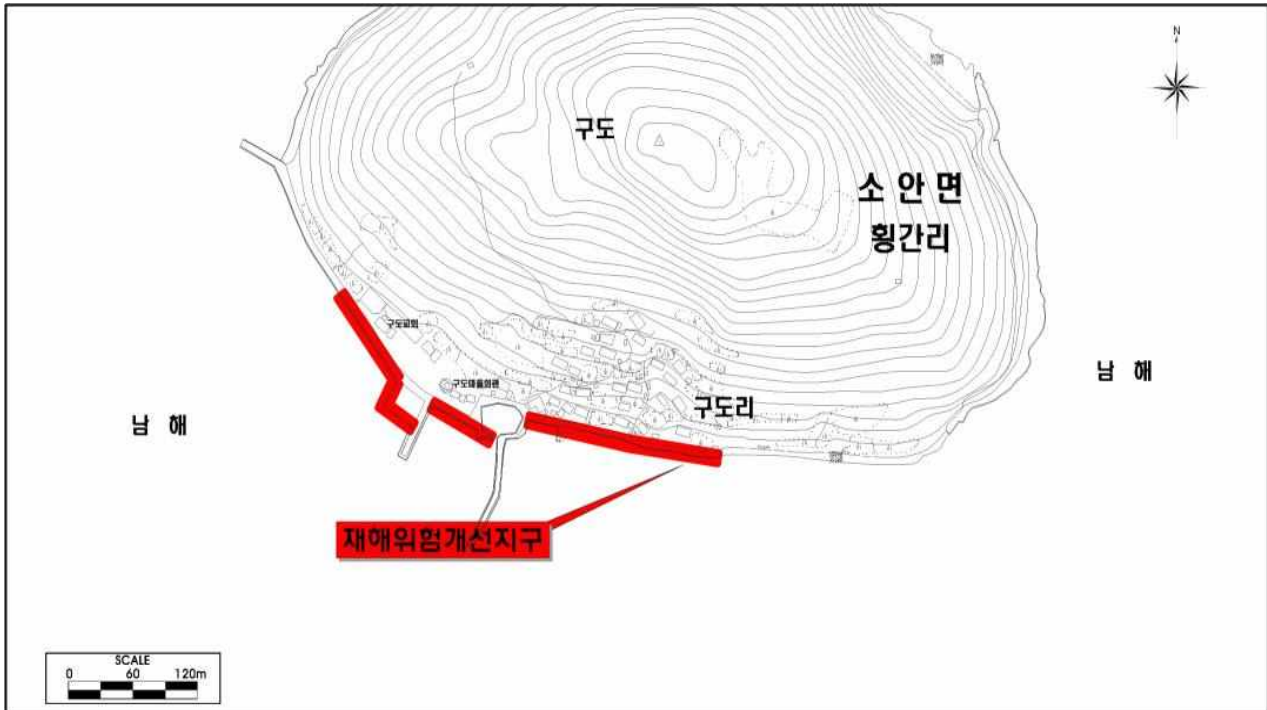 N
구도
소 안 면
횡간리
구도교회
남 해
구도마을회관
구도리
남 해
재해위험개선지구
SCALE
0 60 120m